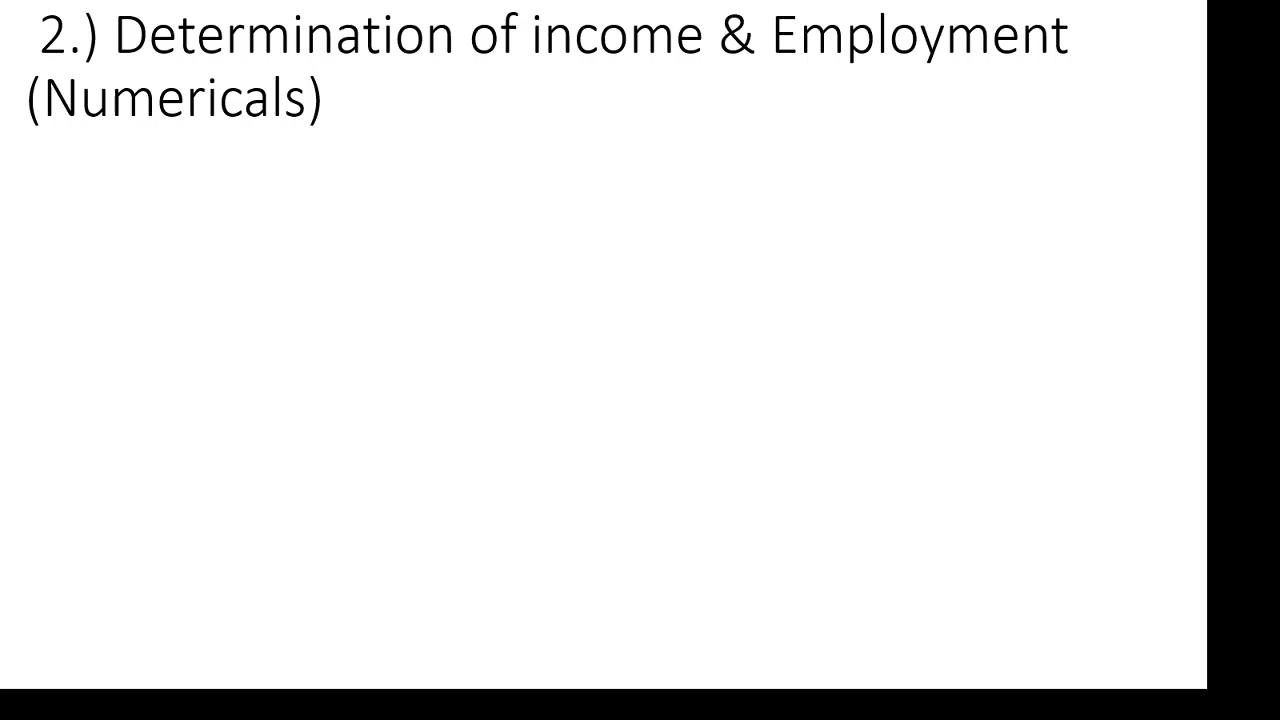 2.) Determination of income & Employment
(Numericals)